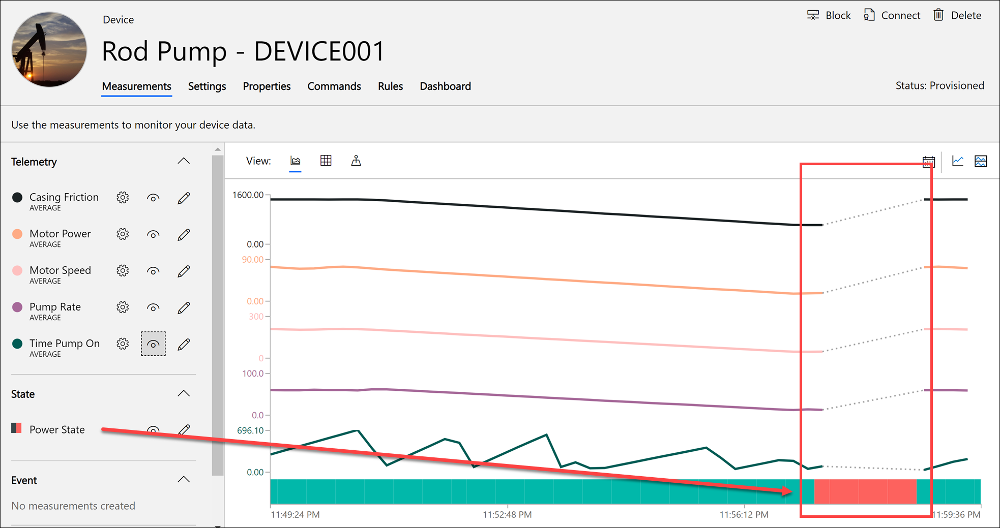 Device
Rod Pump - DEVICE001
Block
Connect
Delete
Measurements
Settings
Properties
Commands
Rules
Dashboard
Status: Provisioned
Use the measurements to monitor your device data.
Telemetry
Casing Friction
AVERAGE
Motor Power
AVERAGE
Motor Speed
AVERAGE
Pump Rate
AVERAGE
Time Pump On
AVERAGE
State
Power State
Event
No measurements created
View:
1600.00
0.00
90.00
0.00
300
0
100.0
0.0
696.10
0.00
11:49:24 PM
11:52:48 PM
11:56:12 PM
11:59:36 PM